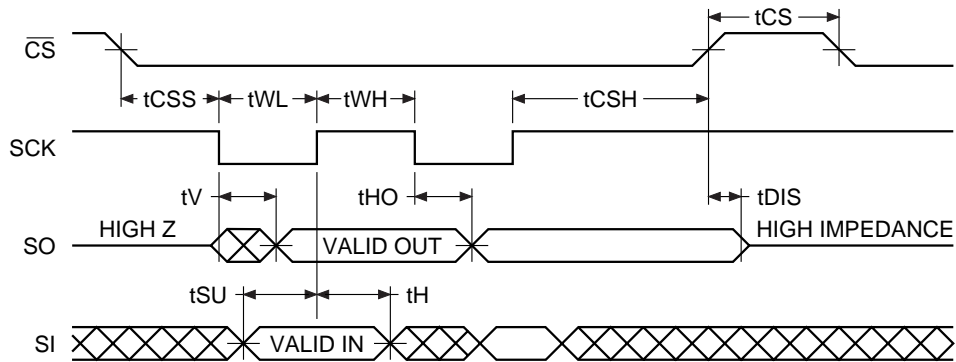 tCS
CS
tCSS tWL tWH tCSH
SCK
tV tHO tDIS
HIGH Z HIGH IMPEDANCE
SO VALID OUT
tSU tH
SI VALID IN